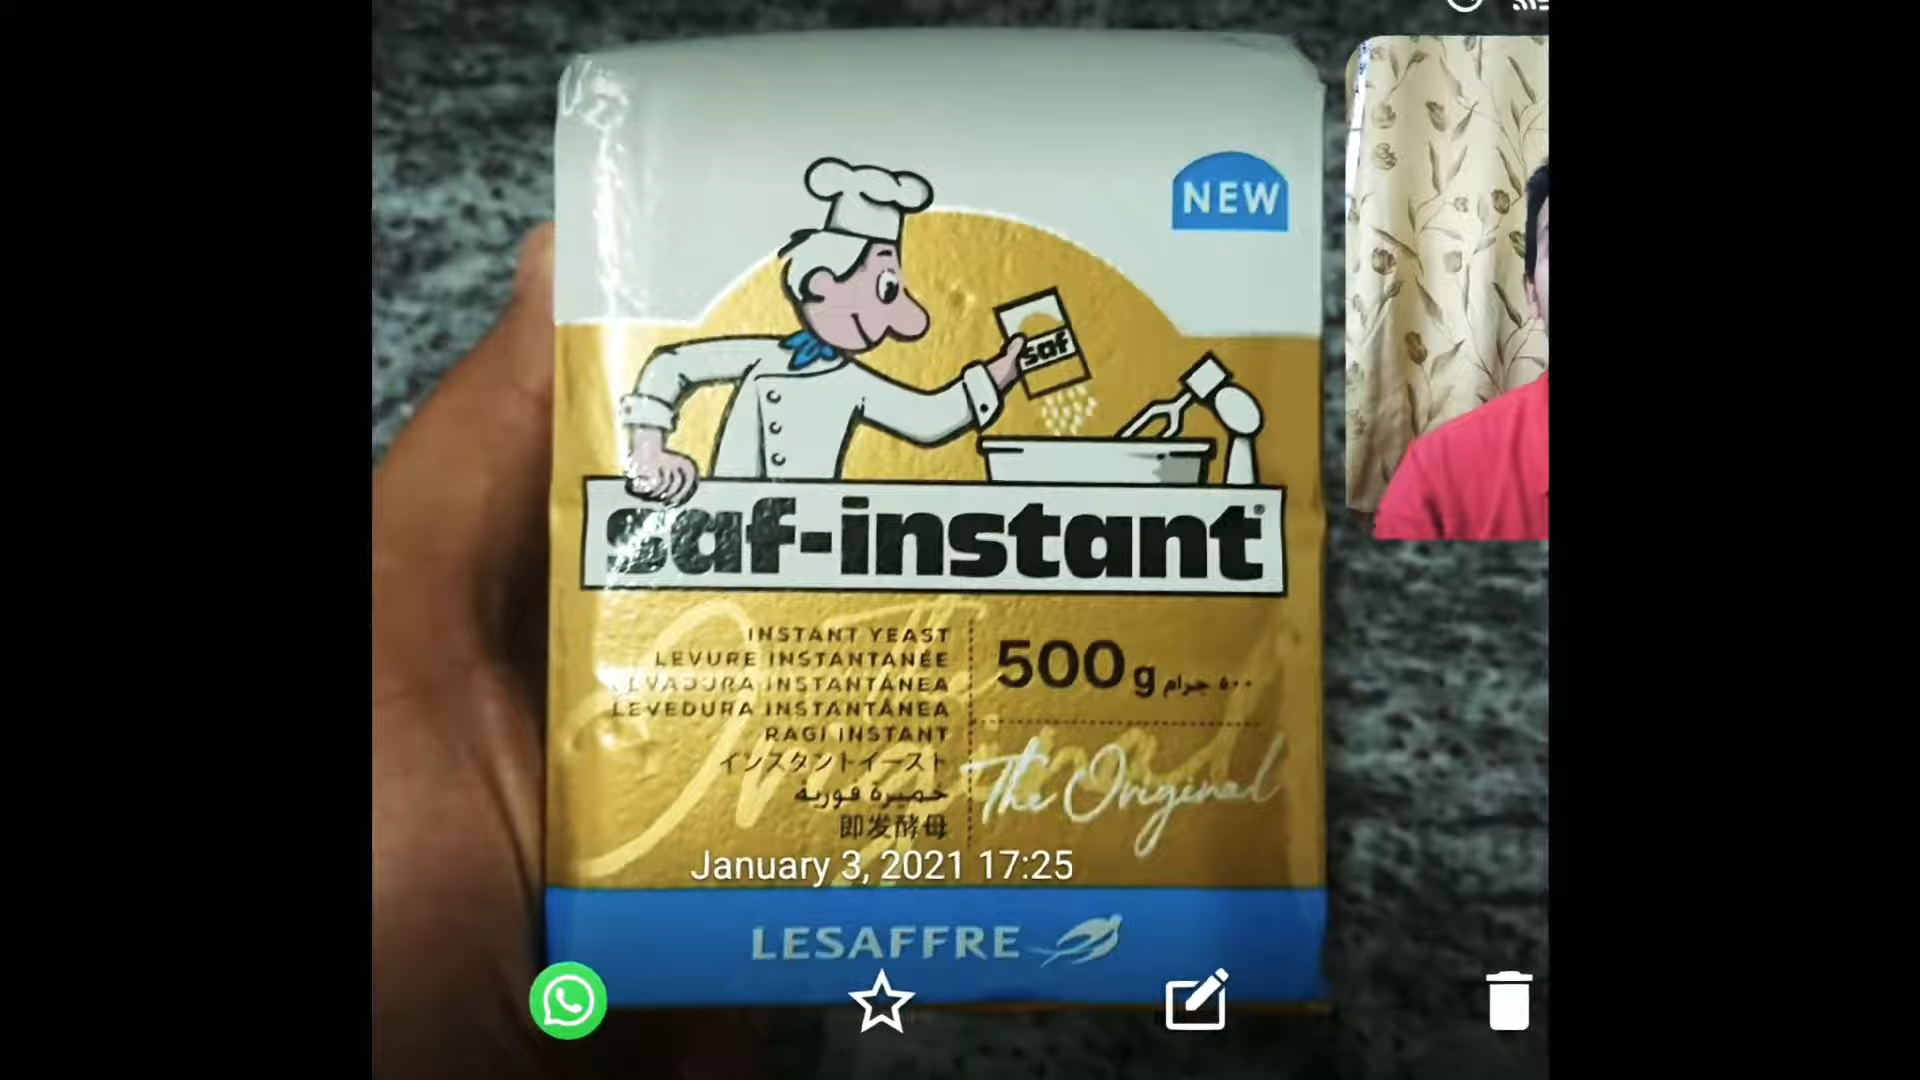 NEW
saf
saf-instant®
INSTANT YEAST
LEVURE INSTANTANÉE
LEVADURA INSTANTÁNEA
LEVEDURA INSTANTÂNEA
RAGI INSTANT
インスタントイースト
خميرة فورية
即发酵母
500g ٥٠٠ جرام
The Original
January 3, 2021 17:25
LESAFFRE